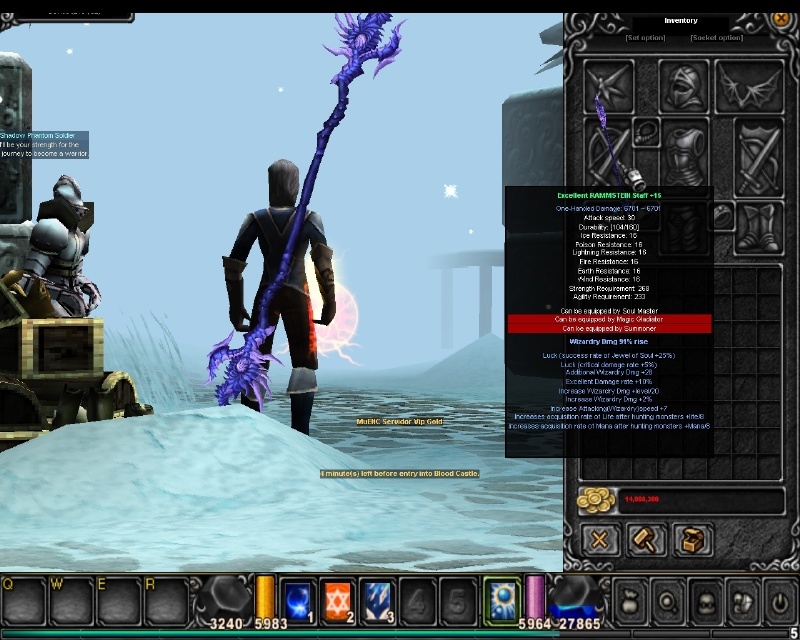 Inventory
[Set option] [Socket option]
Shadow Phantom Soldier
I'll be your strength for the
journey to become a warrior.
Excellent RAMMSTEIN Staff +15
One-Handed Damage: 6701 ~ 6701
Attack speed: 30
Durability: [104/160]
Ice Resistance: 16
Poison Resistance: 16
Lightning Resistance: 16
Fire Resistance: 16
Earth Resistance: 16
Wind Resistance: 16
Strength Requirement: 268
Agility Requirement: 233
Can be equipped by Soul Master
Can be equipped by Magic Gladiator
Can be equipped by Summoner
Wizardry Dmg 91% rise
Luck (success rate of Jewel of Soul +25%)
Luck (critical damage rate +5%)
Additional Wizardry Dmg +28
Excellent Damage rate +10%
Increase Wizardry Dmg +level/20
Increase Wizardry Dmg +2%
Increase Attacking(Wizardry)speed +7
Increases acquisition rate of Life after hunting monsters +life/8
Increases acquisition rate of Mana after hunting monsters +Mana/8
MuEHC Servidor Vip Gold
minute(s) left before entry into Blood Castle.
Q W E R
1 2 3 4 5
3240 5983 5964 27865
5